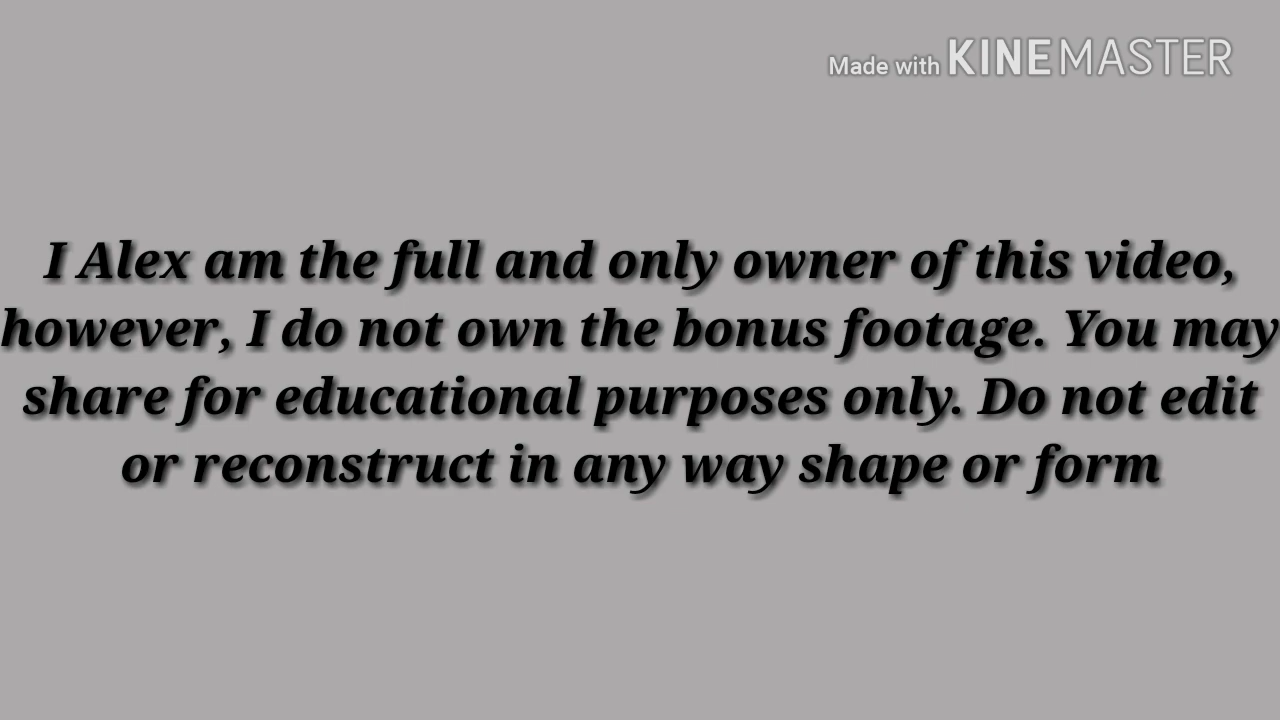 Made with KINEMASTER
I Alex am the full and only owner of this video,
however, I do not own the bonus footage. You may
share for educational purposes only. Do not edit
or reconstruct in any way shape or form